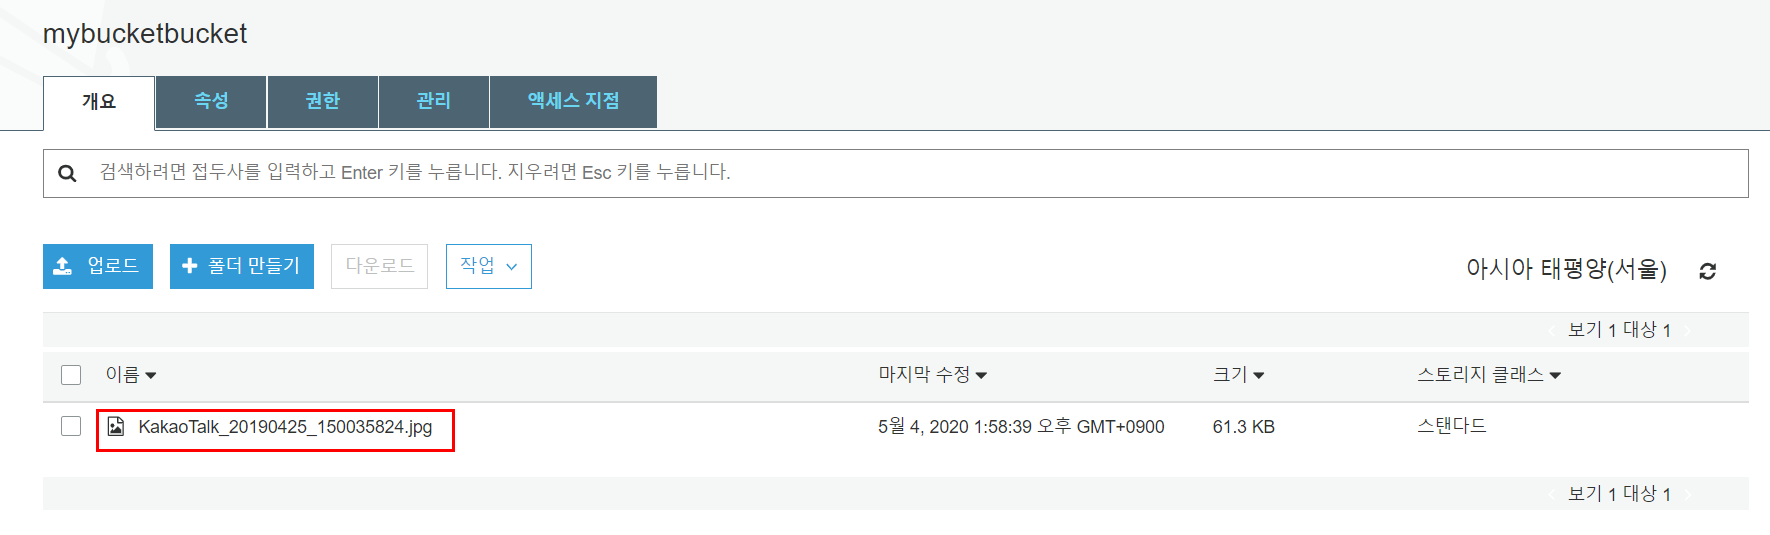 mybucketbucket
개요 속성 권한 관리 액세스 지점
검색하려면 접두사를 입력하고 Enter 키를 누릅니다. 지우려면 Esc 키를 누릅니다.
업로드 폴더 만들기 다운로드 작업 아시아 태평양(서울)
보기 1 대상 1
이름 마지막 수정 크기 스토리지 클래스
KakaoTalk_20190425_150035824.jpg 5월 4, 2020 1:58:39 오후 GMT+0900 61.3 KB 스탠다드
보기 1 대상 1